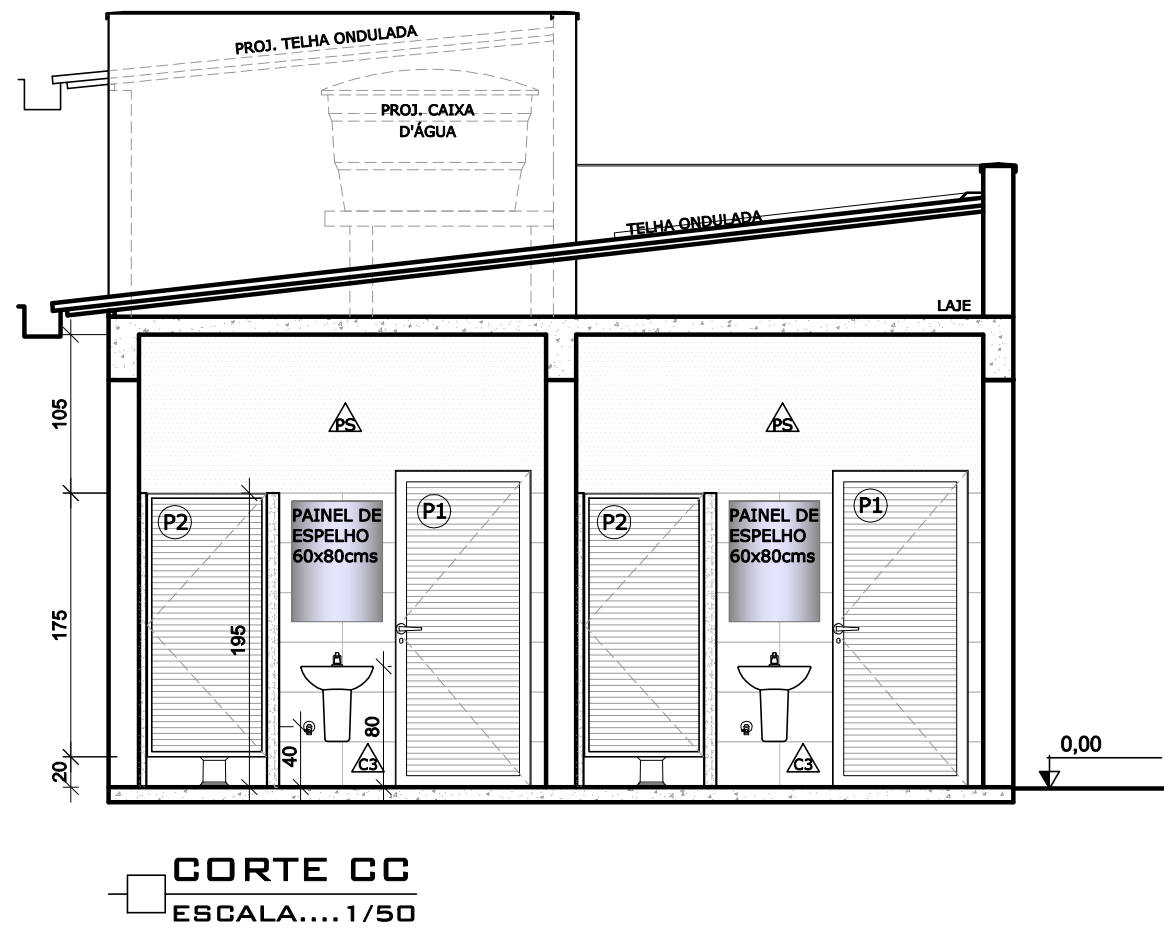 PROJ. TELHA ONDULADA
PROJ. CAIXA
D'ÁGUA
TELHA ONDULADA
LAJE
105
PS
PS
P2
PAINEL DE
ESPELHO
60x80cms
P1
P2
PAINEL DE
ESPELHO
60x80cms
P1
175
195
80
40
20
C3
C3
0,00
CORTE CC
ESCALA....1/50